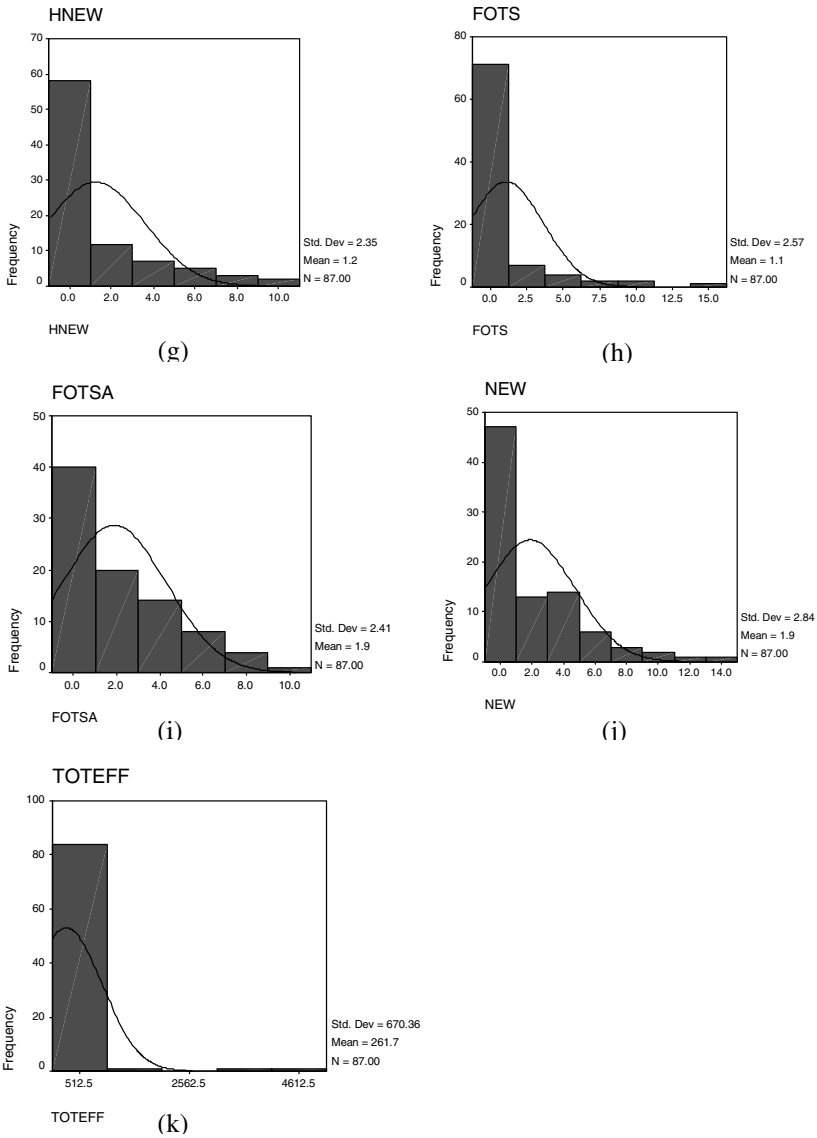 HNEW
70
60
50
40
30
20
10
0
Frequency
0.0 2.0 4.0 6.0 8.0 10.0
Std. Dev = 2.35
Mean = 1.2
N = 87.00
HNEW
(g)
FOTS
80
60
40
20
0
Frequency
0.0 2.5 5.0 7.5 10.0 12.5 15.0
Std. Dev = 2.57
Mean = 1.1
N = 87.00
FOTS
(h)
FOTSA
50
40
30
20
10
0
Frequency
0.0 2.0 4.0 6.0 8.0 10.0
Std. Dev = 2.41
Mean = 1.9
N = 87.00
FOTSA
(i)
NEW
50
40
30
20
10
0
Frequency
0.0 2.0 4.0 6.0 8.0 10.0 12.0 14.0
Std. Dev = 2.84
Mean = 1.9
N = 87.00
NEW
(j)
TOTEFF
100
80
60
40
20
0
Frequency
512.5 2562.5 4612.5
Std. Dev = 670.36
Mean = 261.7
N = 87.00
TOTEFF
(k)